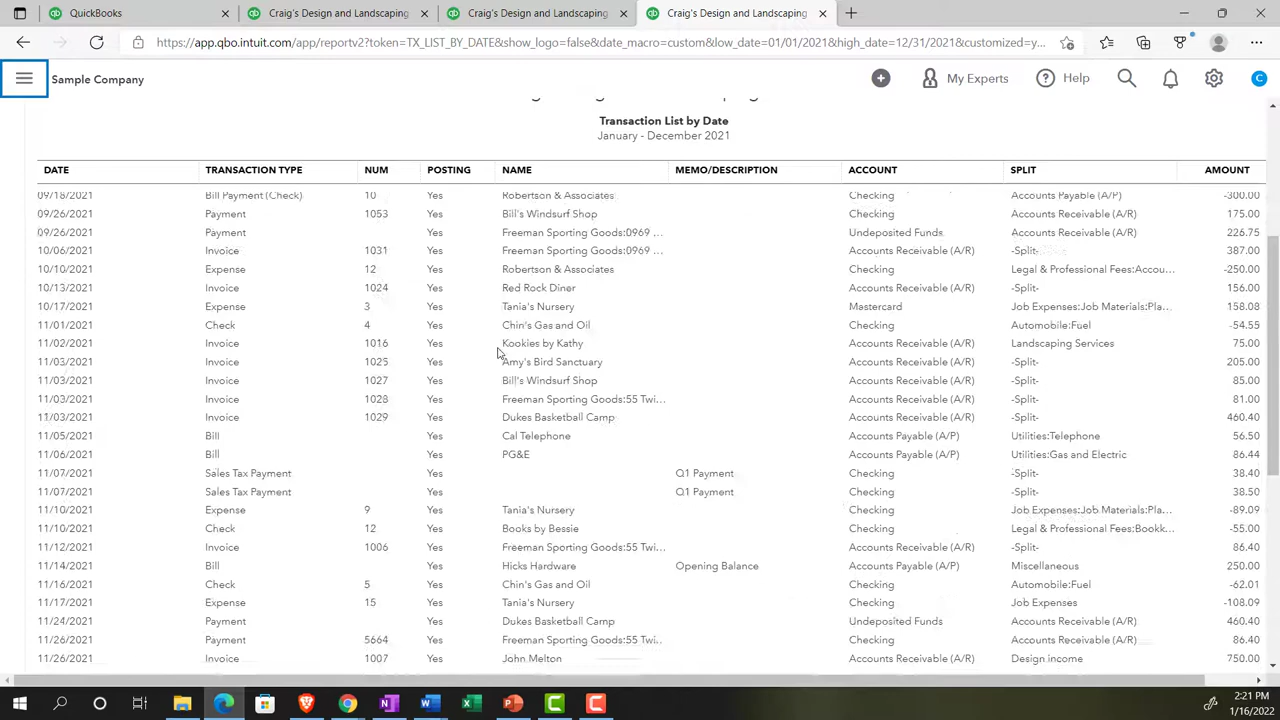 QuickBooks Craig's Design and Landscaping Craig's Design and Landscaping Craig's Design and Landscaping
https://app.qbo.intuit.com/app/reportv2?token=TX_LIST_BY_DATE&show_logo=false&date_macro=custom&low_date=01/01/2021&high_date=12/31/2021&customized=y...
Sample Company My Experts Help C
Transaction List by Date
January - December 2021
DATE TRANSACTION TYPE NUM POSTING NAME MEMO/DESCRIPTION ACCOUNT SPLIT AMOUNT
09/18/2021 Bill Payment (Check) 10 Yes Robertson & Associates Checking Accounts Payable (A/P) -300.00
09/26/2021 Payment 1053 Yes Bill's Windsurf Shop Checking Accounts Receivable (A/R) 175.00
09/26/2021 Payment Yes Freeman Sporting Goods:0969 ... Undeposited Funds Accounts Receivable (A/R) 226.75
10/06/2021 Invoice 1031 Yes Freeman Sporting Goods:0969 ... Accounts Receivable (A/R) -Split- 387.00
10/10/2021 Expense 12 Yes Robertson & Associates Checking Legal & Professional Fees:Accou... -250.00
10/13/2021 Invoice 1024 Yes Red Rock Diner Accounts Receivable (A/R) -Split- 156.00
10/17/2021 Expense 3 Yes Tania's Nursery Mastercard Job Expenses:Job Materials:Pla... 158.08
11/01/2021 Check 4 Yes Chin's Gas and Oil Checking Automobile:Fuel -54.55
11/02/2021 Invoice 1016 Yes Kookies by Kathy Accounts Receivable (A/R) Landscaping Services 75.00
11/03/2021 Invoice 1025 Yes Amy's Bird Sanctuary Accounts Receivable (A/R) -Split- 205.00
11/03/2021 Invoice 1027 Yes Bill's Windsurf Shop Accounts Receivable (A/R) -Split- 85.00
11/03/2021 Invoice 1028 Yes Freeman Sporting Goods:55 Twi... Accounts Receivable (A/R) -Split- 81.00
11/03/2021 Invoice 1029 Yes Dukes Basketball Camp Accounts Receivable (A/R) -Split- 460.40
11/05/2021 Bill Yes Cal Telephone Accounts Payable (A/P) Utilities:Telephone 56.50
11/06/2021 Bill Yes PG&E Accounts Payable (A/P) Utilities:Gas and Electric 86.44
11/07/2021 Sales Tax Payment Yes Q1 Payment Checking -Split- 38.40
11/07/2021 Sales Tax Payment Yes Q1 Payment Checking -Split- 38.50
11/10/2021 Expense 9 Yes Tania's Nursery Checking Job Expenses:Job Materials:Pla... -89.09
11/10/2021 Check 12 Yes Books by Bessie Checking Legal & Professional Fees:Bookk... -55.00
11/12/2021 Invoice 1006 Yes Freeman Sporting Goods:55 Twi... Accounts Receivable (A/R) -Split- 86.40
11/14/2021 Bill Yes Hicks Hardware Opening Balance Accounts Payable (A/P) Miscellaneous 250.00
11/16/2021 Check 5 Yes Chin's Gas and Oil Checking Automobile:Fuel -62.01
11/17/2021 Expense 15 Yes Tania's Nursery Checking Job Expenses -108.09
11/24/2021 Payment Yes Dukes Basketball Camp Undeposited Funds Accounts Receivable (A/R) 460.40
11/26/2021 Payment 5664 Yes Freeman Sporting Goods:55 Twi... Checking Accounts Receivable (A/R) 86.40
11/26/2021 Invoice 1007 Yes John Melton Accounts Receivable (A/R) Design income 750.00
2:21 PM
1/16/2022